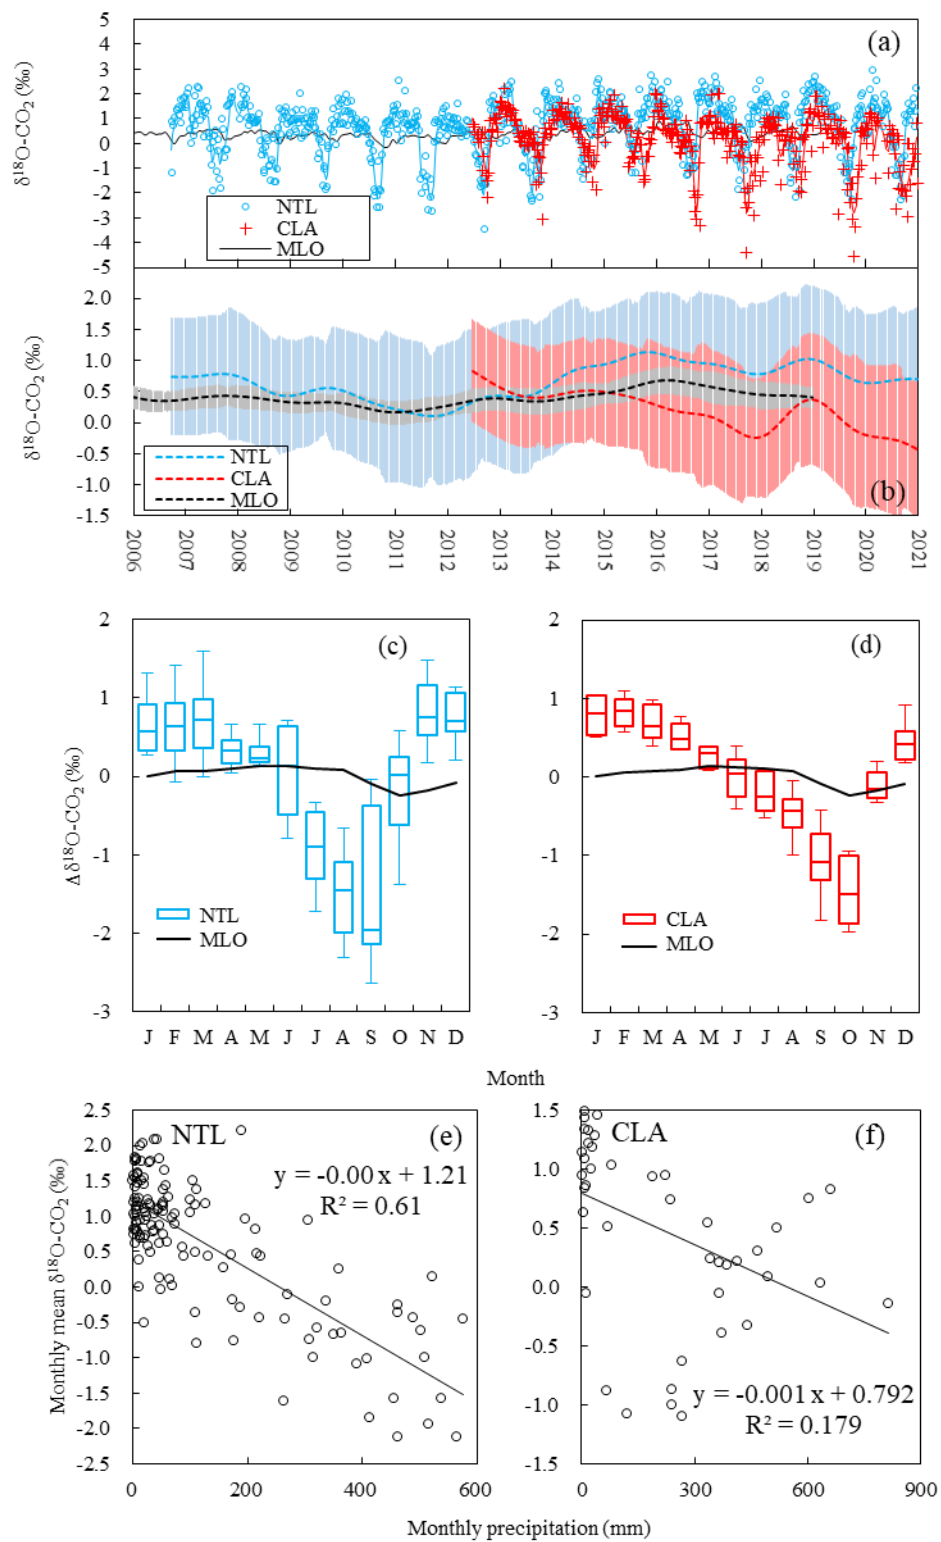 5
4
3
2
1
0
-1
-2
-3
-4
-5
δ¹⁸O-CO₂ (‰)
(a)
NTL
CLA
MLO
2.0
1.5
1.0
0.5
0.0
-0.5
-1.0
-1.5
δ¹⁸O-CO₂ (‰)
NTL
CLA
MLO
(b)
2006 2007 2008 2009 2010 2011 2012 2013 2014 2015 2016 2017 2018 2019 2020 2021
2
1
0
-1
-2
-3
Δδ¹⁸O-CO₂ (‰)
(c)
NTL
MLO
J F M A M J J A S O N D
2
1
0
-1
-2
-3
(d)
CLA
MLO
J F M A M J J A S O N D
Month
2.5
2.0
1.5
1.0
0.5
0.0
-0.5
-1.0
-1.5
-2.0
-2.5
Monthly mean δ¹⁸O-CO₂ (‰)
NTL
(e)
y = -0.00 x + 1.21
R² = 0.61
0 200 400 600
1.5
1.0
0.5
0.0
-0.5
-1.0
-1.5
CLA
(f)
y = -0.001 x + 0.792
R² = 0.179
0 300 600 900
Monthly precipitation (mm)